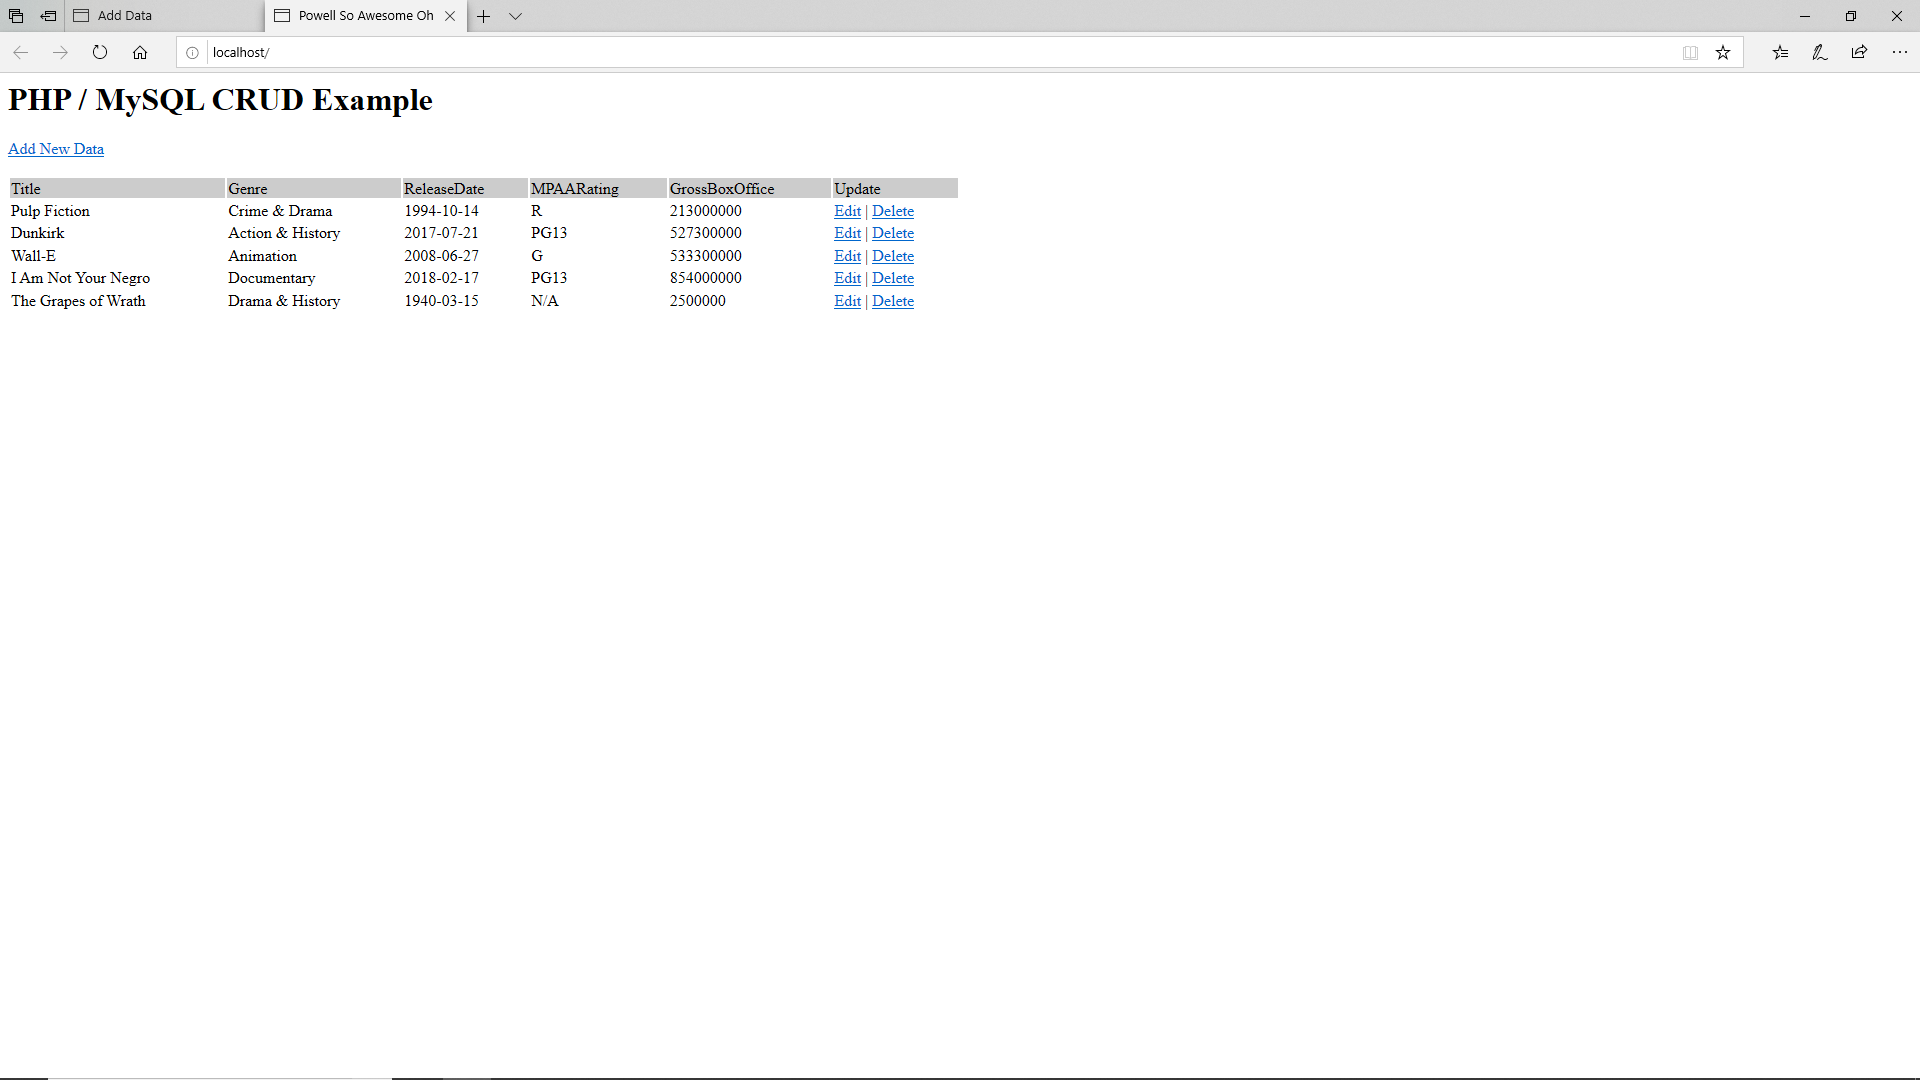 Add Data
Powell So Awesome Oh
localhost/
PHP / MySQL CRUD Example
Add New Data
Title Genre ReleaseDate MPAARating GrossBoxOffice Update
Pulp Fiction Crime & Drama 1994-10-14 R 213000000 Edit | Delete
Dunkirk Action & History 2017-07-21 PG13 527300000 Edit | Delete
Wall-E Animation 2008-06-27 G 533300000 Edit | Delete
I Am Not Your Negro Documentary 2018-02-17 PG13 854000000 Edit | Delete
The Grapes of Wrath Drama & History 1940-03-15 N/A 2500000 Edit | Delete